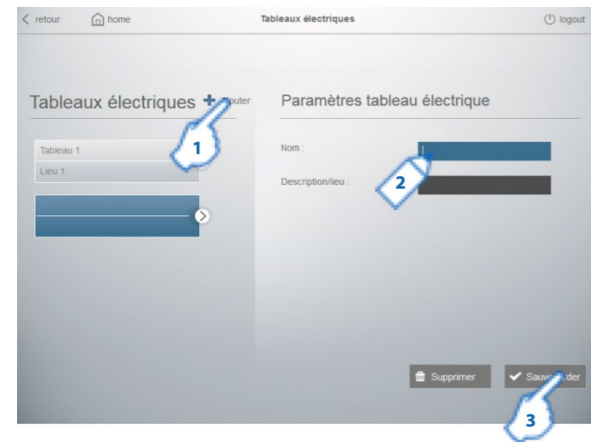 retour
home
Tableaux électriques
logout
Tableaux électriques
Paramètres tableau électrique
1
Tableau 1
Lieu 1
Nom :
Description/lieu :
2
Supprimer
3